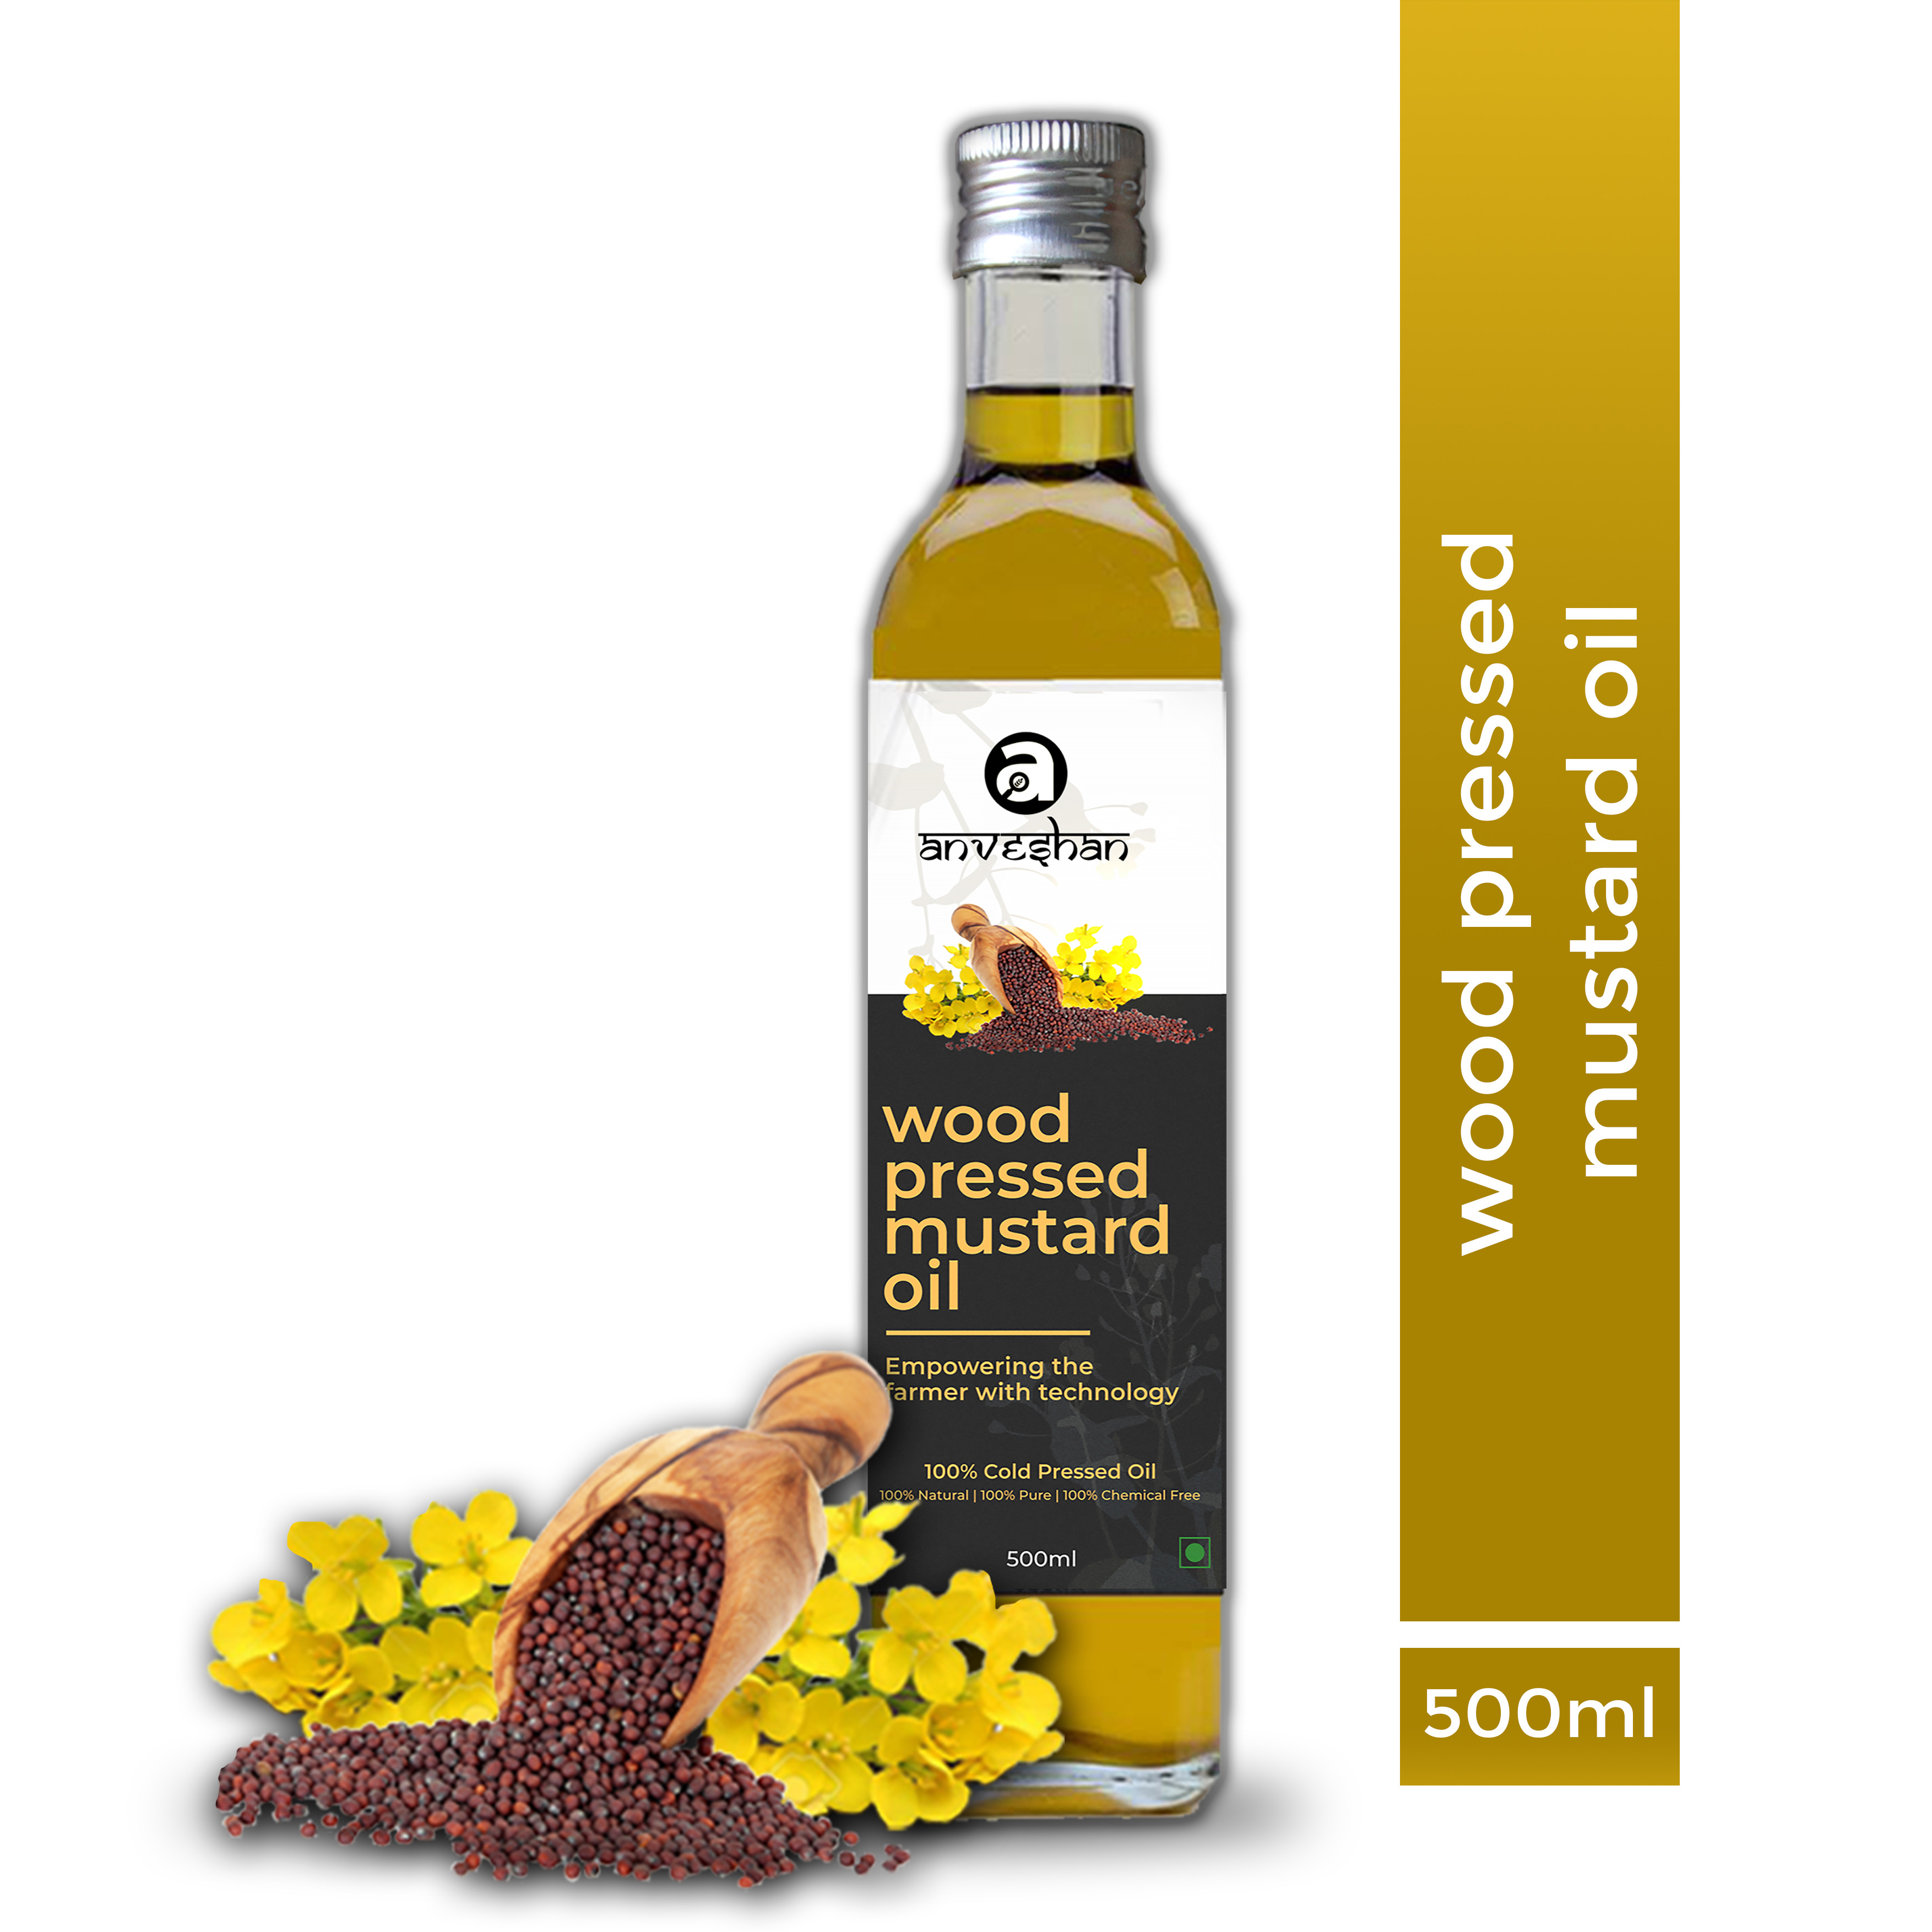 a
anveshan
wood
pressed
mustard
oil
Empowering the
farmer with technology
100% Cold Pressed Oil
100% Natural | 100% Pure | 100% Chemical Free
500ml
wood pressed
mustard oil
500ml